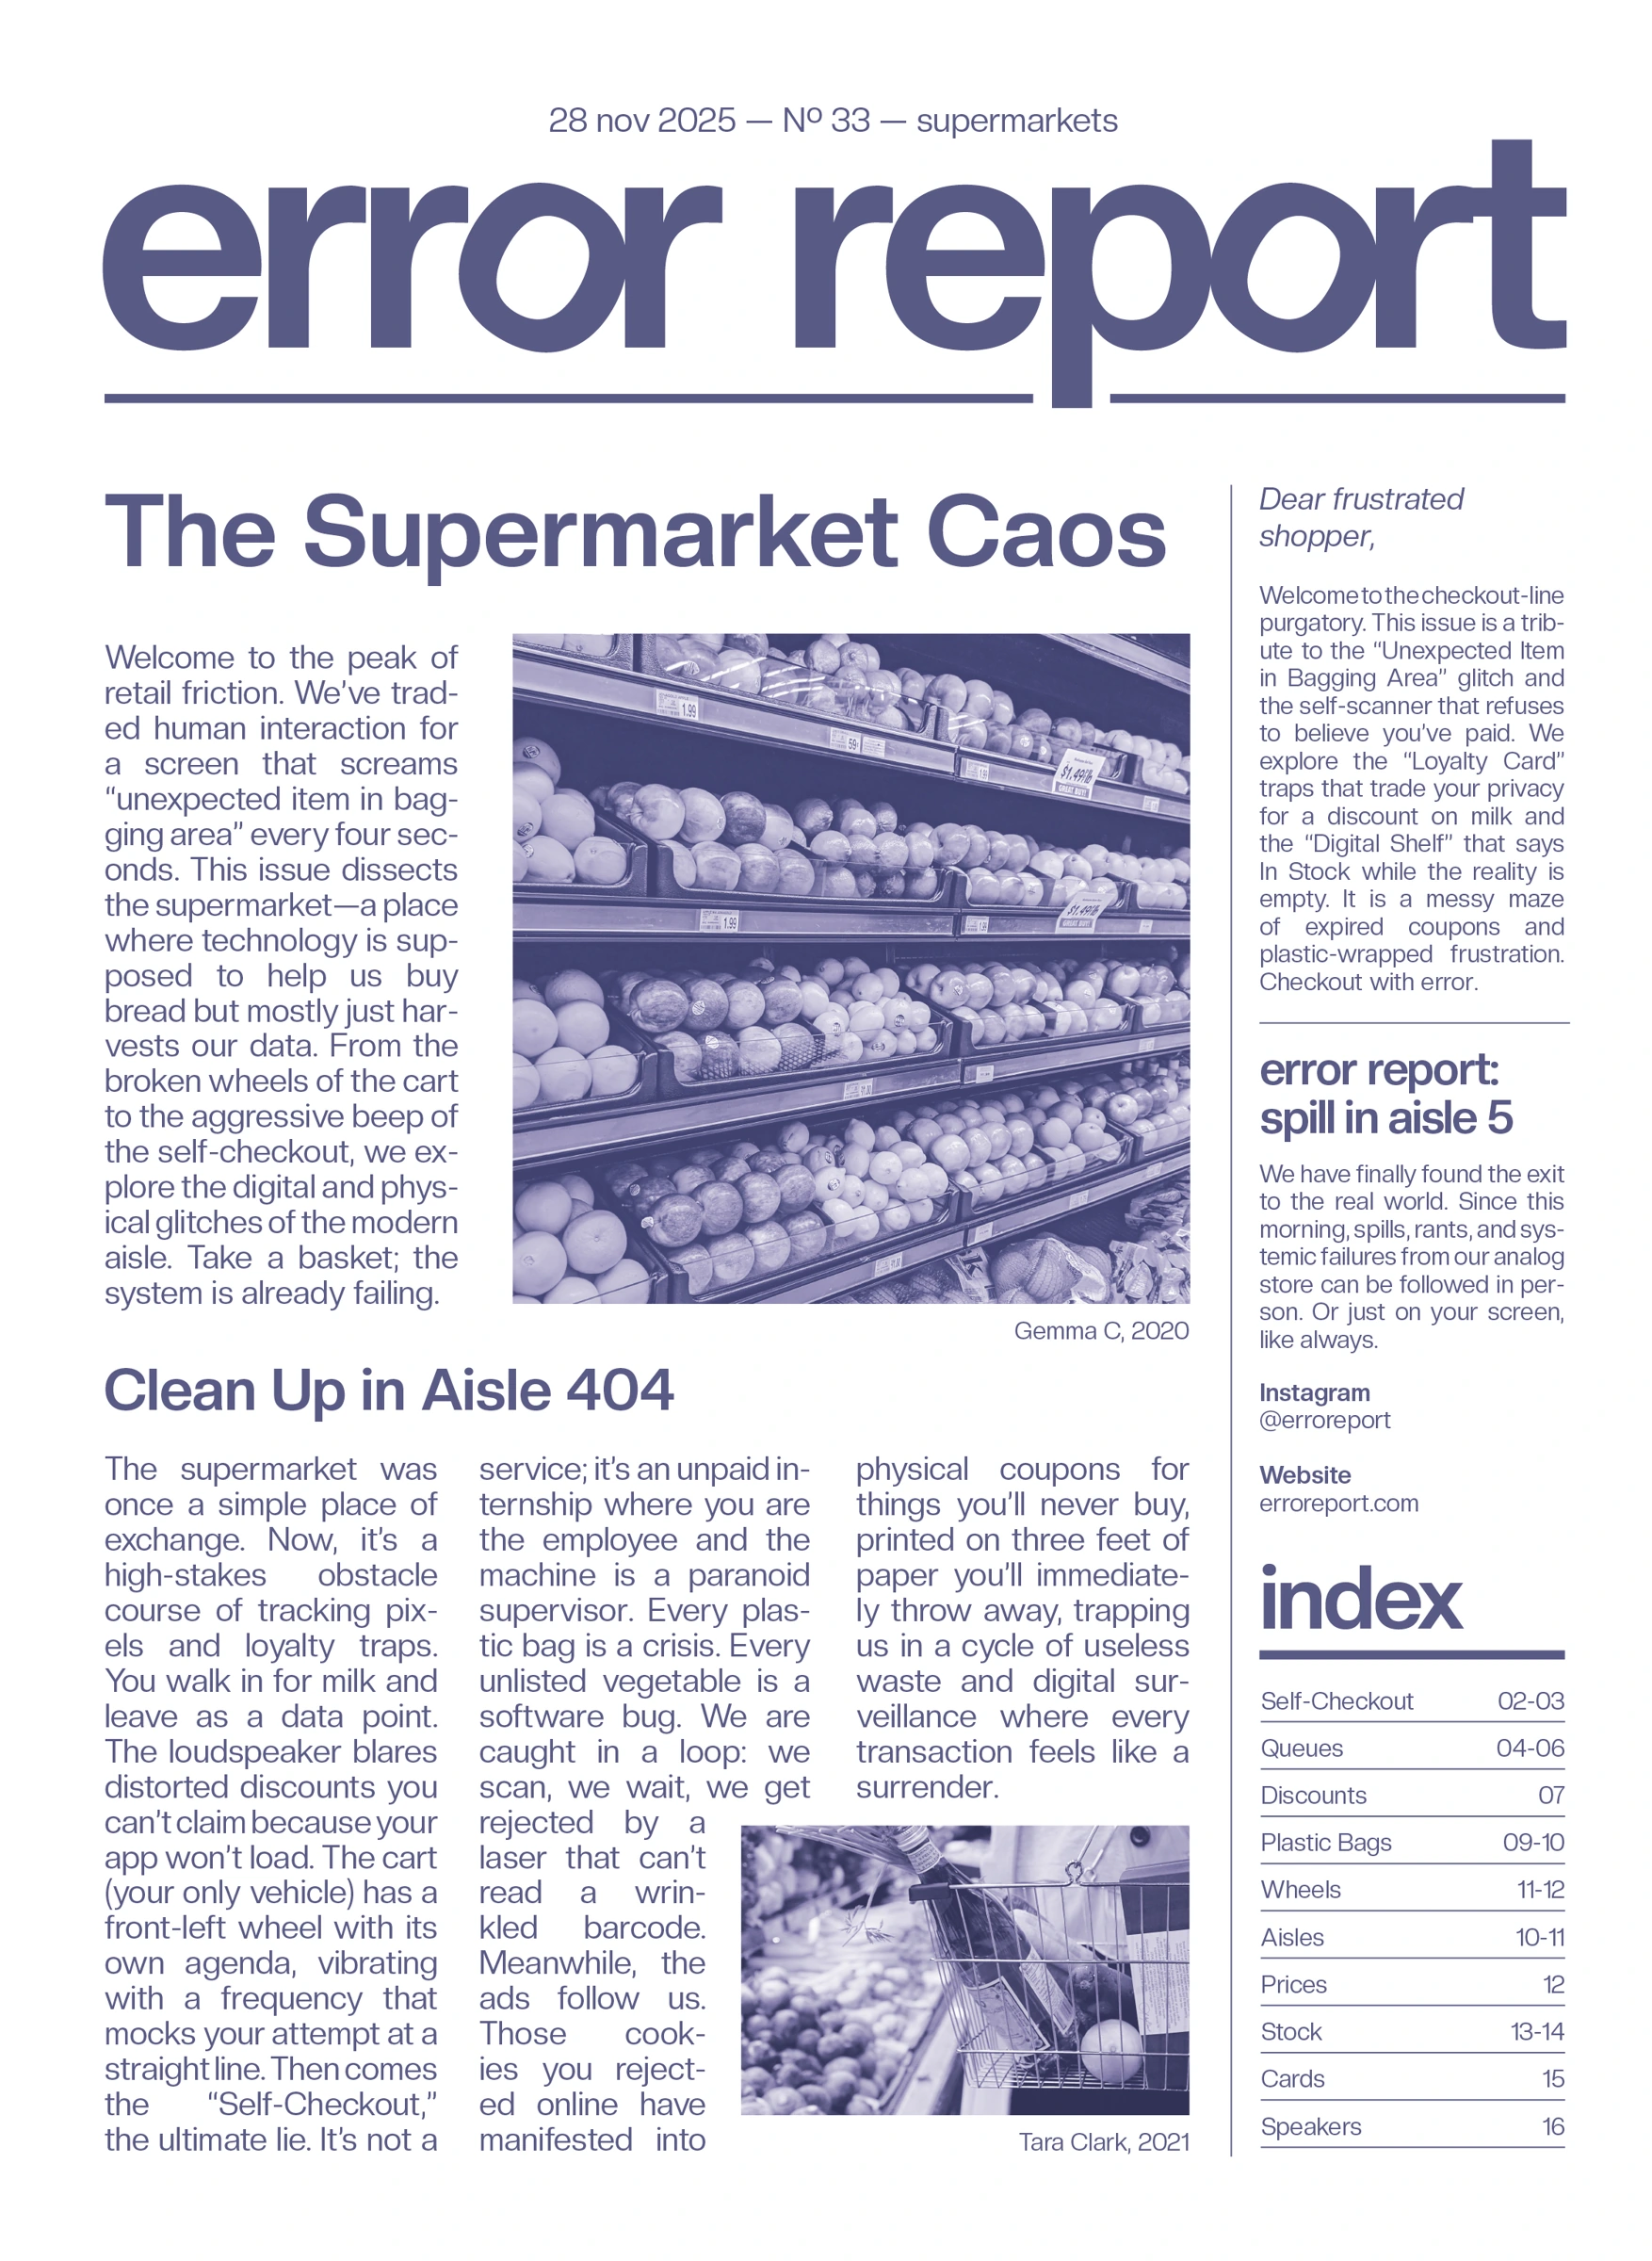 28 nov 2025 — Nº 33 — supermarkets
error report
The Supermarket Caos
Welcome to the peak of
retail friction. We’ve trad-
ed human interaction for
a screen that screams
“unexpected item in bag-
ging area” every four sec-
onds. This issue dissects
the supermarket—a place
where technology is sup-
posed to help us buy
bread but mostly just har-
vests our data. From the
broken wheels of the cart
to the aggressive beep of
the self-checkout, we ex-
plore the digital and phys-
ical glitches of the modern
aisle. Take a basket; the
system is already failing.
1.99
59¢
$1.49/lb
GREAT BUY!
1.99
$1.49/lb
GREAT BUY!
Gemma C, 2020
Clean Up in Aisle 404
The supermarket was
once a simple place of
exchange. Now, it’s a
high-stakes obstacle
course of tracking pix-
els and loyalty traps.
You walk in for milk and
leave as a data point.
The loudspeaker blares
distorted discounts you
can’t claim because your
app won’t load. The cart
(your only vehicle) has a
front-left wheel with its
own agenda, vibrating
with a frequency that
mocks your attempt at a
straight line. Then comes
the “Self-Checkout,”
the ultimate lie. It’s not a
service; it’s an unpaid in-
ternship where you are
the employee and the
machine is a paranoid
supervisor. Every plas-
tic bag is a crisis. Every
unlisted vegetable is a
software bug. We are
caught in a loop: we
scan, we wait, we get
rejected by a
laser that can’t
read a wrin-
kled barcode.
Meanwhile, the
ads follow us.
Those cook-
ies you reject-
ed online have
manifested into
physical coupons for
things you’ll never buy,
printed on three feet of
paper you’ll immediate-
ly throw away, trapping
us in a cycle of useless
waste and digital sur-
veillance where every
transaction feels like a
surrender.
Tara Clark, 2021
Dear frustrated
shopper,
Welcome to the checkout-line
purgatory. This issue is a trib-
ute to the “Unexpected Item
in Bagging Area” glitch and
the self-scanner that refuses
to believe you’ve paid. We
explore the “Loyalty Card”
traps that trade your privacy
for a discount on milk and
the “Digital Shelf” that says
In Stock while the reality is
empty. It is a messy maze
of expired coupons and
plastic-wrapped frustration.
Checkout with error.
error report:
spill in aisle 5
We have finally found the exit
to the real world. Since this
morning, spills, rants, and sys-
temic failures from our analog
store can be followed in per-
son. Or just on your screen,
like always.
Instagram
@erroreport
Website
erroreport.com
index
Self-Checkout 02-03
Queues 04-06
Discounts 07
Plastic Bags 09-10
Wheels 11-12
Aisles 10-11
Prices 12
Stock 13-14
Cards 15
Speakers 16